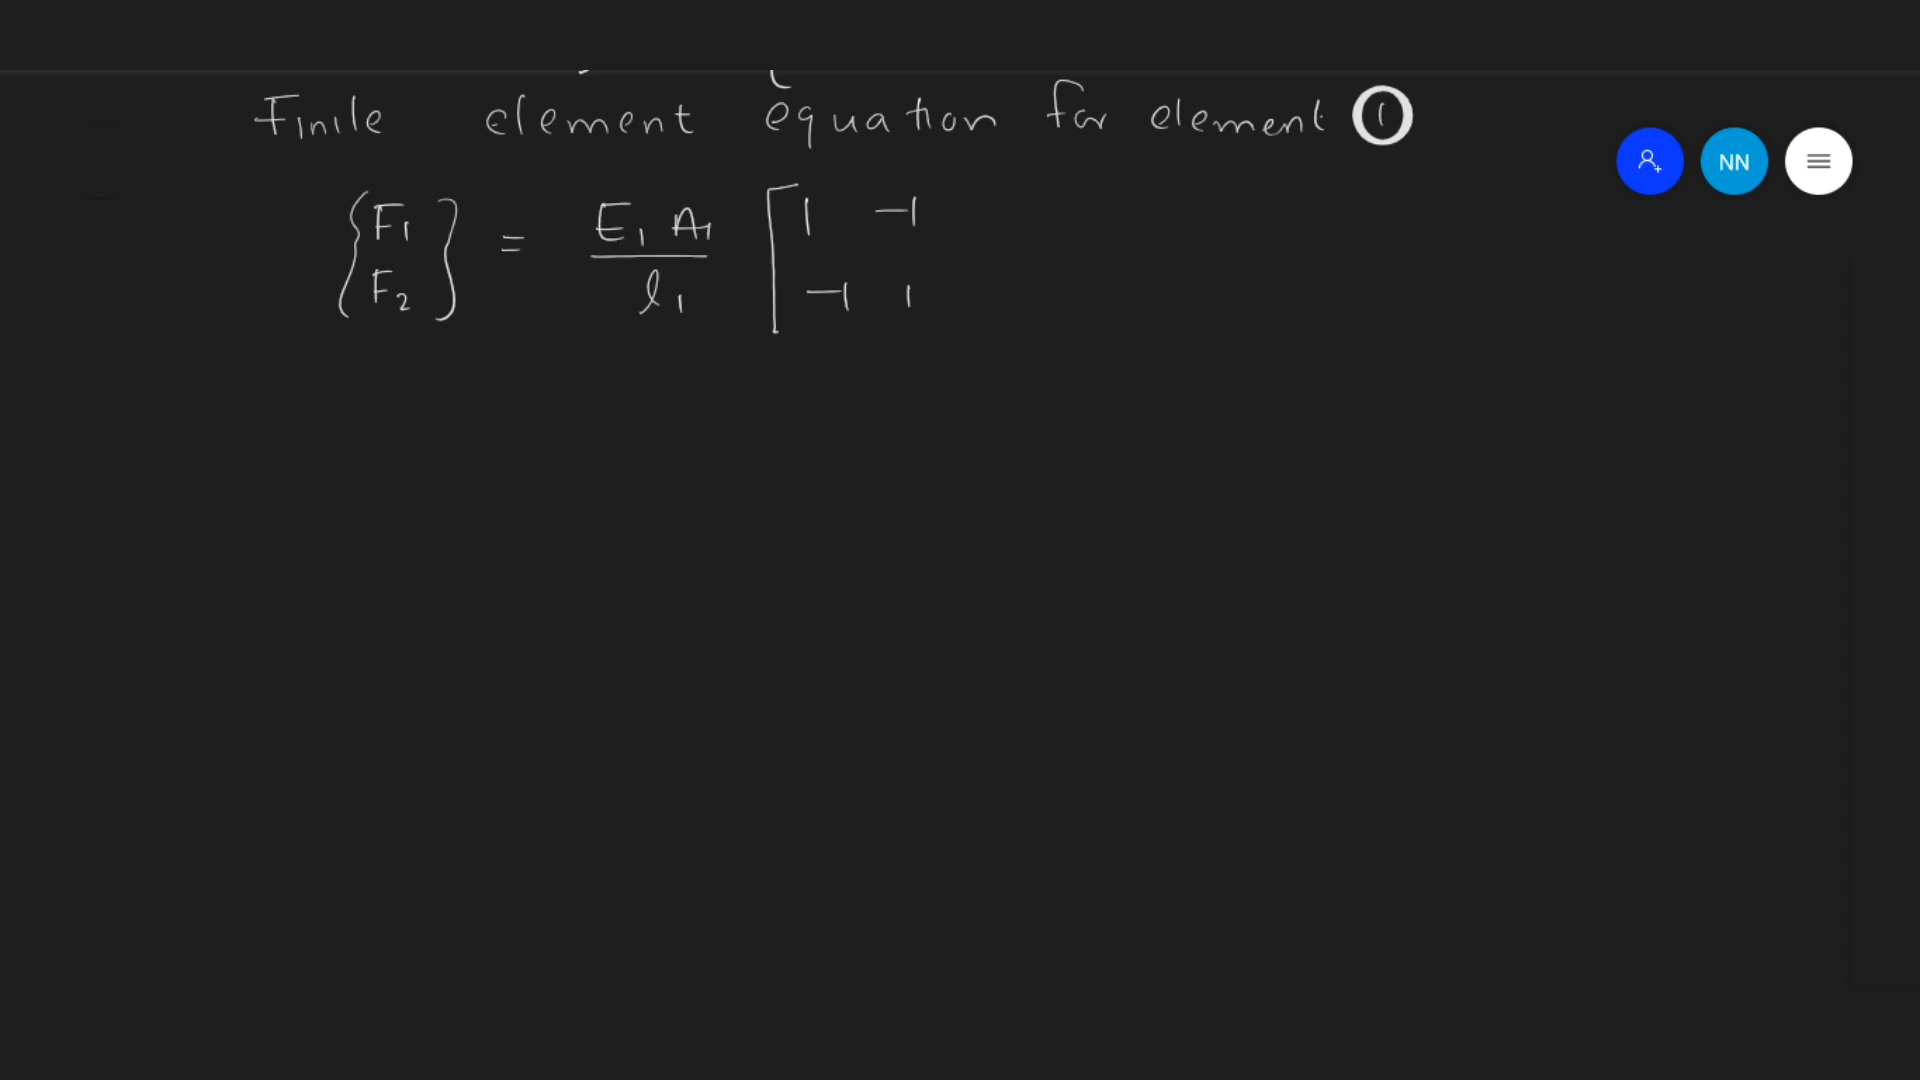 Finite element equation for element ①
{F1 F2} = E1 A1 / l1 [1 -1 -1 1
NN